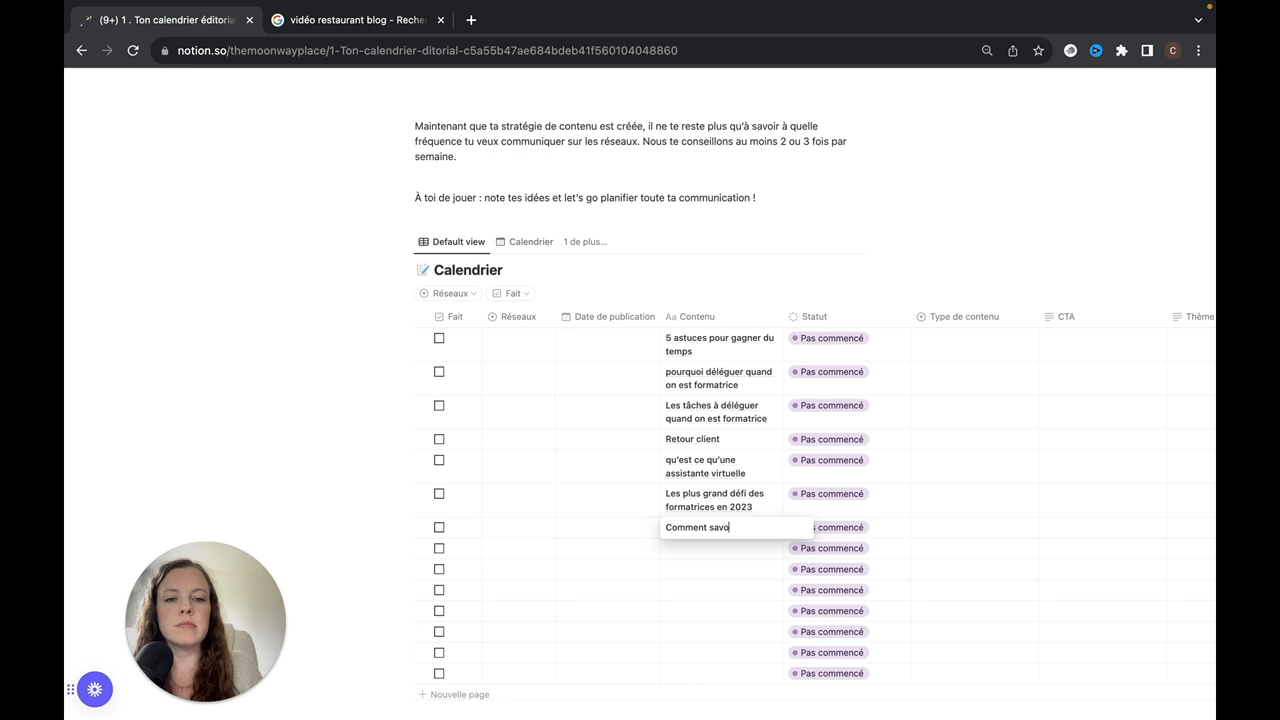 (9+) 1 . Ton calendrier éditoria
vidéo restaurant blog - Recher
notion.so/themoonwayplace/1-Ton-calendrier-ditorial-c5a55b47ae684bdeb41f560104048860
C
Maintenant que ta stratégie de contenu est créée, il ne te reste plus qu'à savoir à quelle
fréquence tu veux communiquer sur les réseaux. Nous te conseillons au moins 2 ou 3 fois par
semaine.
À toi de jouer : note tes idées et let's go planifier toute ta communication !
Default view Calendrier 1 de plus...
Calendrier
Réseaux Fait
Fait Réseaux Date de publication Aa Contenu Statut Type de contenu CTA Thème
5 astuces pour gagner du Pas commencé
temps
pourquoi déléguer quand Pas commencé
on est formatrice
Les tâches à déléguer Pas commencé
quand on est formatrice
Retour client Pas commencé
qu'est ce qu'une Pas commencé
assistante virtuelle
Les plus grand défi des Pas commencé
formatrices en 2023
Comment savo s commencé
Pas commencé
Pas commencé
Pas commencé
Pas commencé
Pas commencé
Pas commencé
Pas commencé
+ Nouvelle page